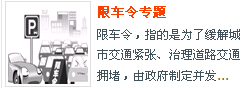 限车令专题
P
限车令，指的是为了缓解城
市交通紧张、治理道路交通
拥堵，由政府制定并发...